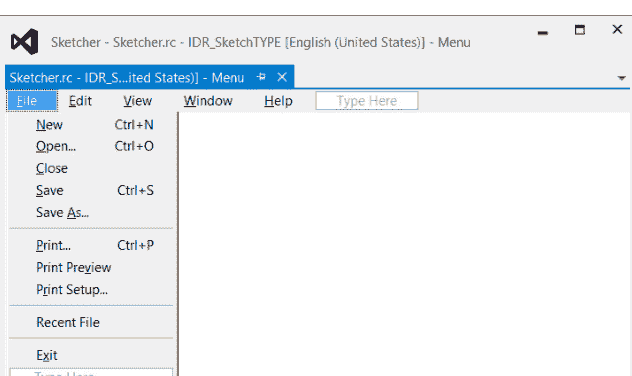 Sketcher - Sketcher.rc - IDR_SketchTYPE [English (United States)] - Menu
Sketcher.rc - IDR_S...ited States)] - Menu
File Edit View Window Help Type Here
New Ctrl+N
Open... Ctrl+O
Close
Save Ctrl+S
Save As...
Print... Ctrl+P
Print Preview
Print Setup...
Recent File
Exit
Type Here